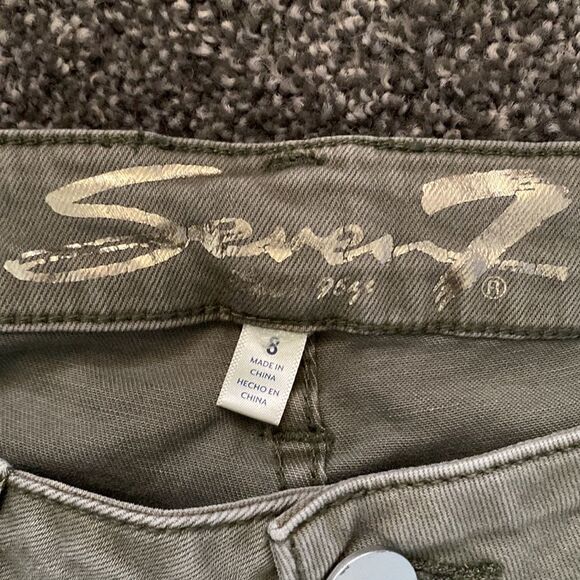 Seven7
®
8
MADE IN
CHINA
HECHO EN
CHINA